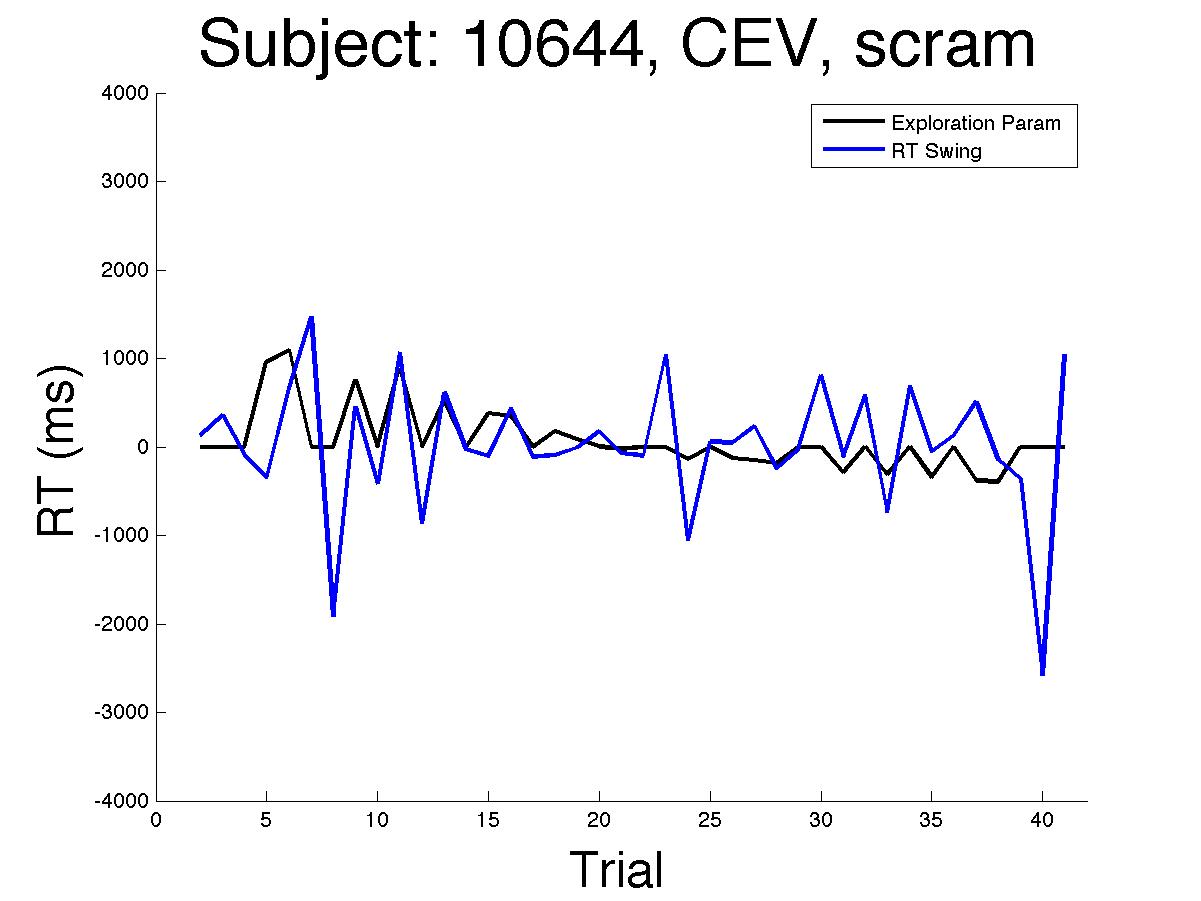 Subject: 10644, CEV, scram
Exploration Param
RT Swing
RT (ms)
4000
3000
2000
1000
0
-1000
-2000
-3000
-4000
0 5 10 15 20 25 30 35 40
Trial